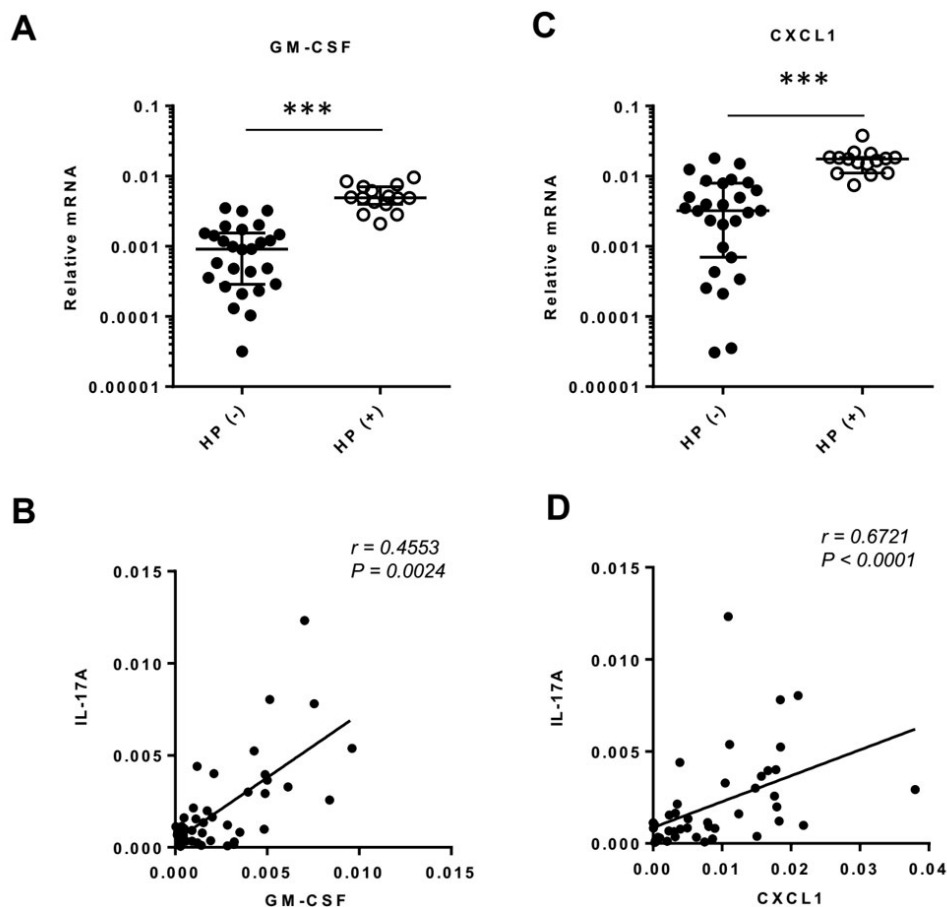 A
GM-CSF
***
Relative mRNA
0.1
0.01
0.001
0.0001
0.00001
HP (-)
HP (+)
C
CXCL1
***
Relative mRNA
0.1
0.01
0.001
0.0001
0.00001
HP (-)
HP (+)
B
r = 0.4553
P = 0.0024
IL-17A
0.015
0.010
0.005
0.000
0.000
0.005
0.010
0.015
GM-CSF
D
r = 0.6721
P < 0.0001
IL-17A
0.015
0.010
0.005
0.000
0.00
0.01
0.02
0.03
0.04
CXCL1